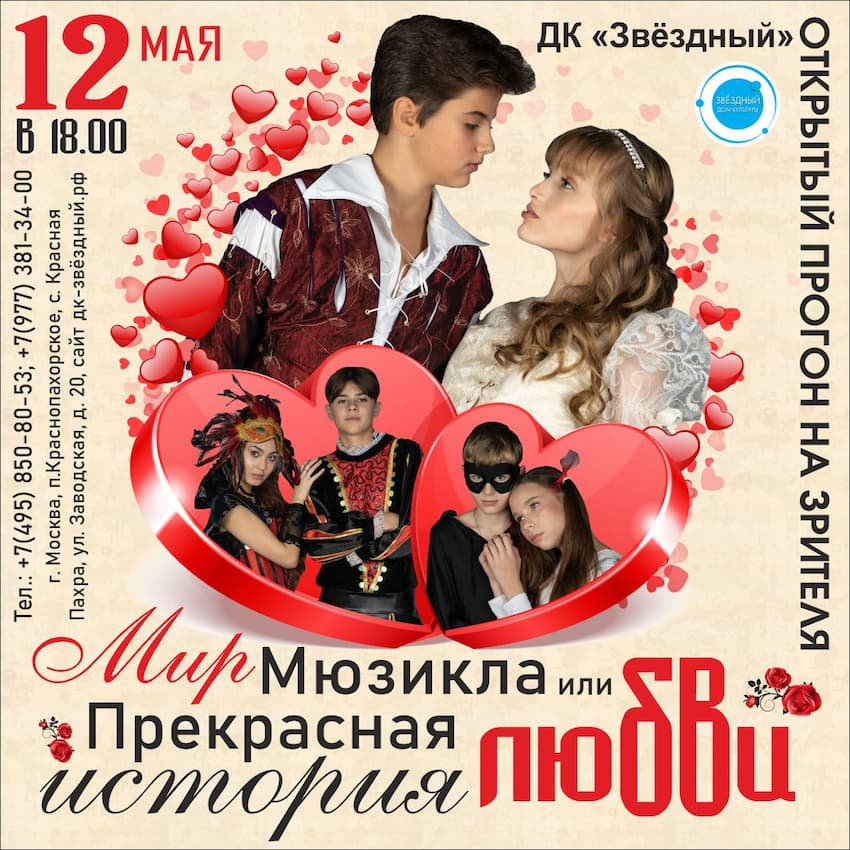 12 МАЯ
В 18.00
ДК «Звёздный»
ЗВЁЗДНЫЙ
ДОМ КУЛЬТУРЫ
ОТКРЫТЫЙ ПРОГОН НА ЗРИТЕЛЯ
Тел.: +7(495) 850-80-53; +7(977) 381-34-00
г. Москва, п.Краснопахорское, с. Красная
Пахра, ул. Заводская, д. 20, сайт дк-звёздный.рф
Мир Мюзикла или
Прекрасная
история
ЛЮБВИ